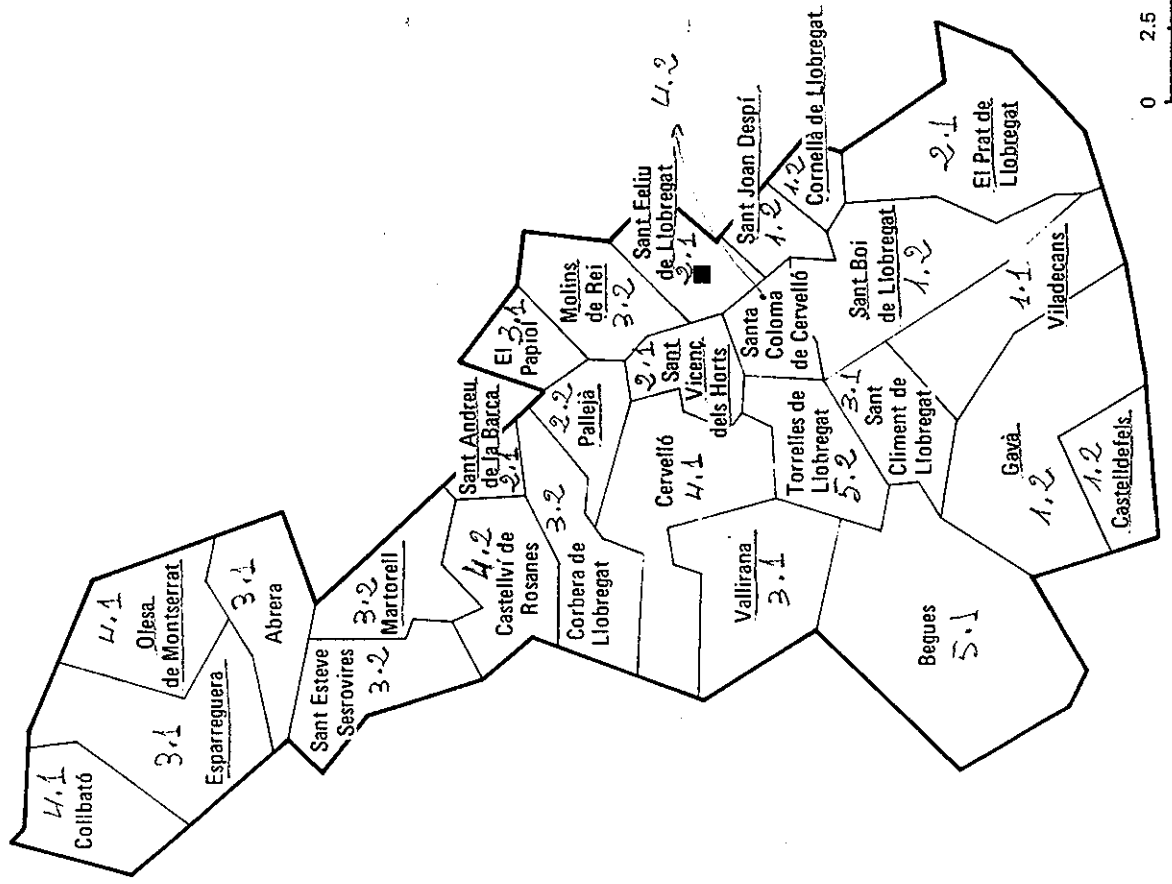 4.1
Collbató
3.1
Esparreguera
4.1
Olesa
de Montserrat
3.1
Abrera
Sant Esteve
Sesrovires
3.2
3.2
Martorell
Sant Andreu
de la Barca
2.1
4.2
Castellví de
Rosanes
3.2
Corbera de
Llobregat
El 3.1
Papiol
2.2
Pallejà
Molins
de Rei
3.2
Sant Feliu
de Llobregat → 4.2
2.1
2.1
Sant
Vicenç
dels Horts
Cervelló
4.1
Vallirana
3.1
Sant Joan Despí
1.2
1.2
Cornellà de Llobregat
Santa
Coloma
de Cervelló
Torrelles de
Llobregat
5.2
3.1
Sant
Climent de
Llobregat
Sant Boi
de Llobregat
1.2
2.1
El Prat de
Llobregat
1.1
Viladecans
Gavà
1.2
1.2
Castelldefels
Begues
5.1
0 2.5